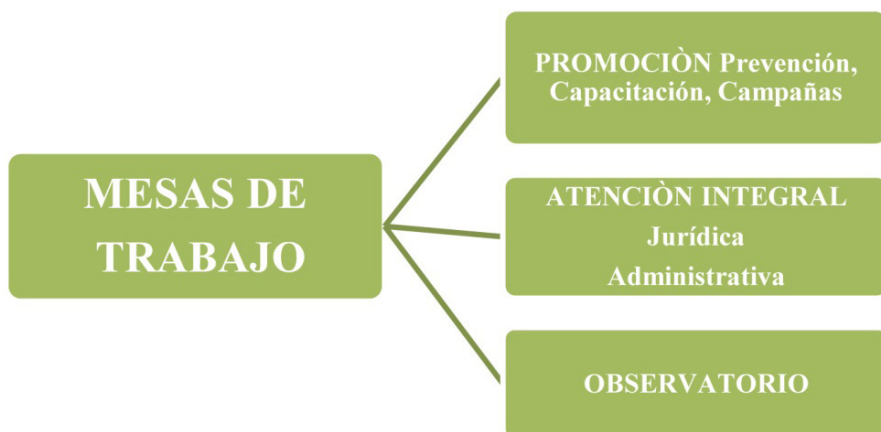 MESAS DE
TRABAJO
PROMOCIÒN Prevención,
Capacitación, Campañas
ATENCIÒN INTEGRAL
Jurídica
Administrativa
OBSERVATORIO